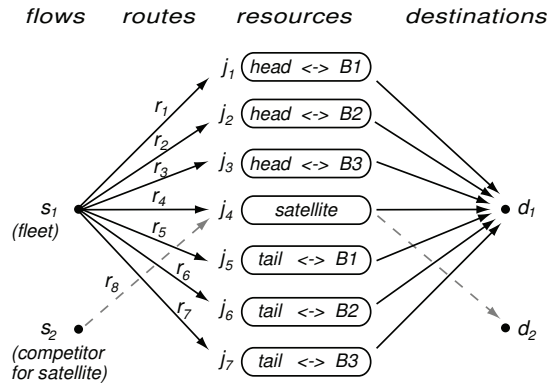 flows routes resources destinations
j1 head <-> B1
r1
j2 head <-> B2
r2
j3 head <-> B3
r3
s1 r4 j4 satellite d1
(fleet)
r5
j5 tail <-> B1
r6
r8
j6 tail <-> B2
r7
s2 d2
(competitor
for satellite)
j7 tail <-> B3